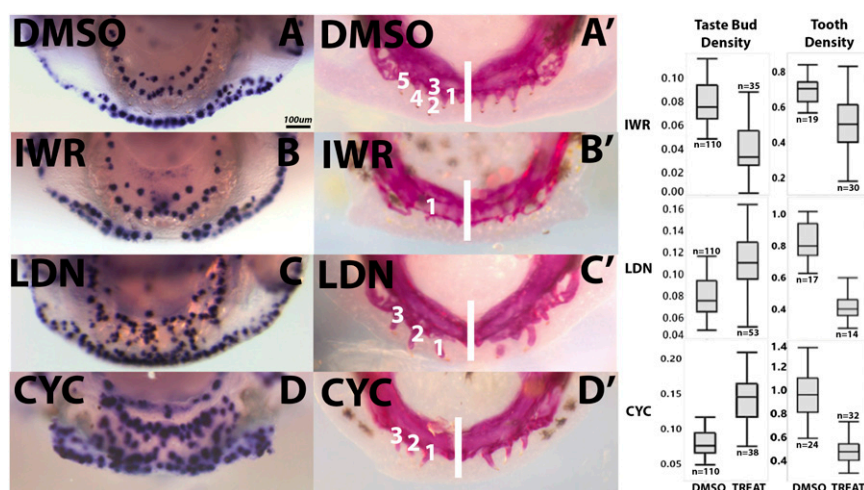 DMSO A
100um
DMSO A'
5 4 3 2 1
IWR B
IWR B'
1
LDN C
LDN C'
3 2 1
CYC D
CYC D'
3 2 1
Taste Bud Density
Tooth Density
IWR
0.10
0.08
0.06
0.04
0.02
0.00
n=110
n=35
0.8
0.6
0.4
0.2
n=19
n=30
LDN
0.16
0.14
0.12
0.10
0.08
0.06
0.04
n=110
n=53
1.0
0.8
0.6
0.4
n=17
n=14
CYC
0.20
0.15
0.10
0.05
n=110
n=38
1.4
1.2
1.0
0.8
0.6
0.4
n=24
n=32
DMSO TREAT
DMSO TREAT